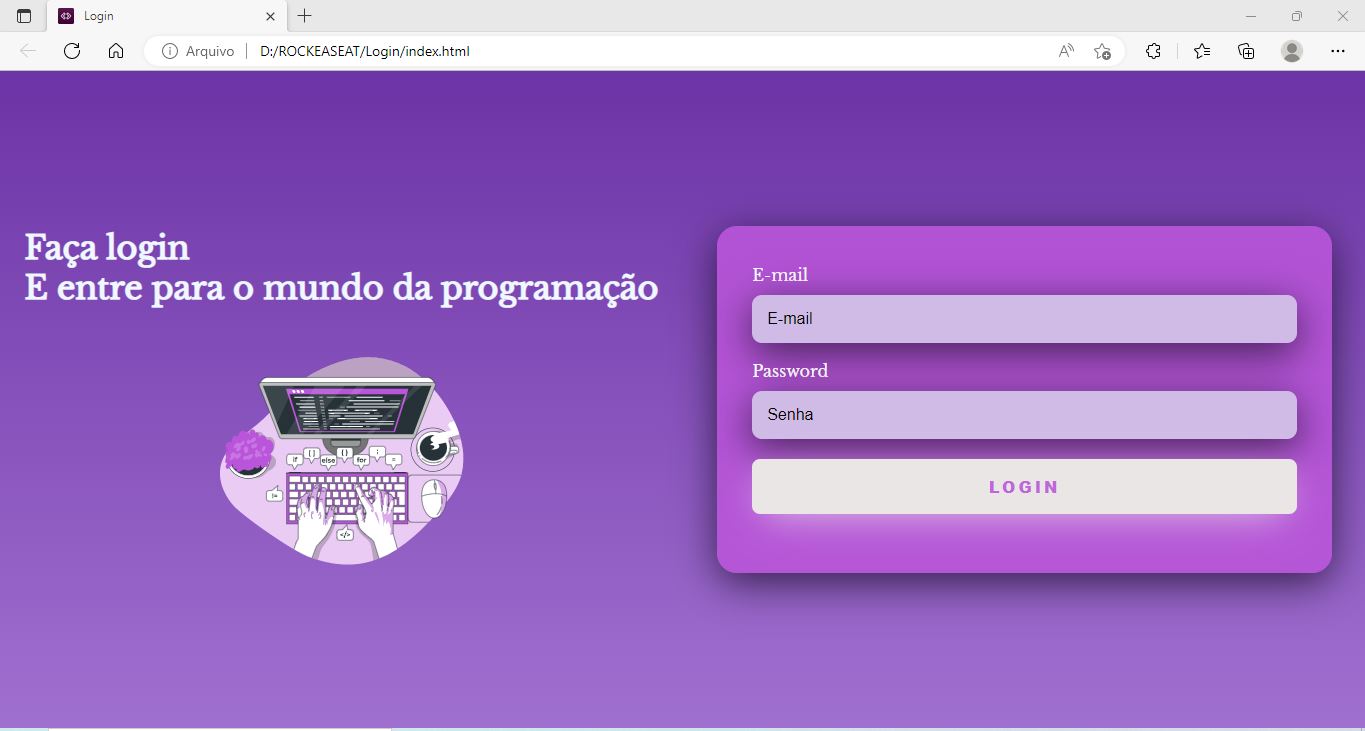 Login
Arquivo
D:/ROCKEASEAT/Login/index.html
Faça login
E entre para o mundo da programação
E-mail
E-mail
Password
Senha
LOGIN
[ ]
( )
;
if
else
for
=
!=
</>